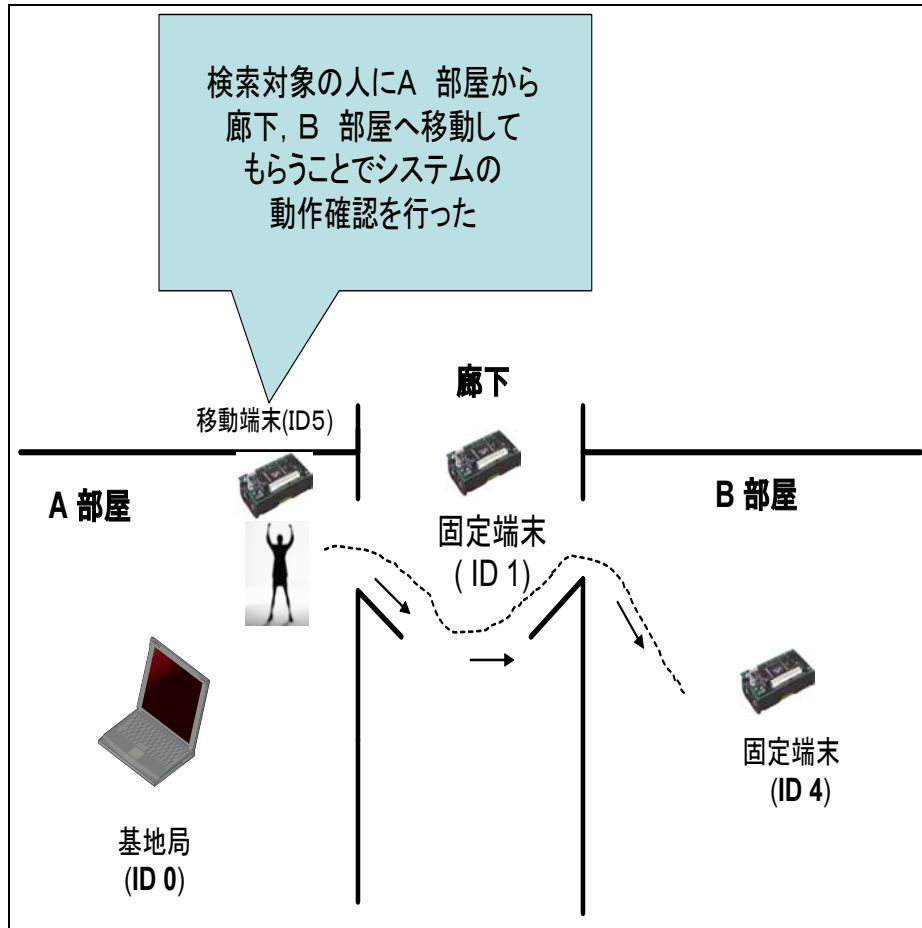 検索対象の人にA 部屋から
廊下, B 部屋へ移動して
もらうことでシステムの
動作確認を行った
廊下
移動端末(ID5)
A 部屋
固定端末
( ID 1)
B 部屋
固定端末
(ID 4)
基地局
(ID 0)